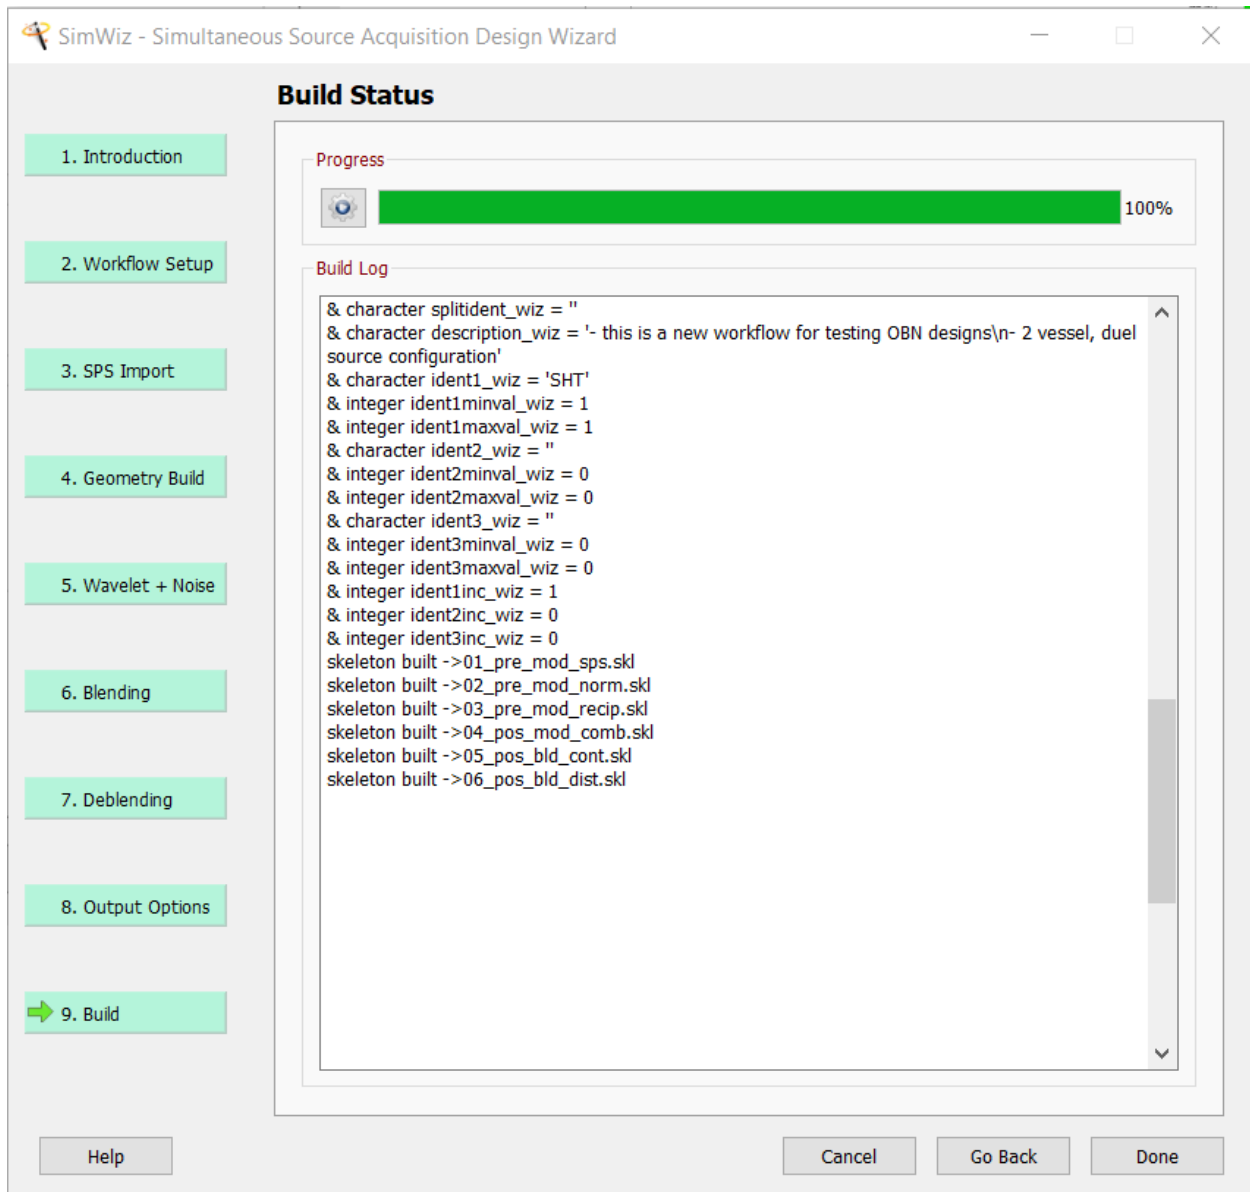 SimWiz - Simultaneous Source Acquisition Design Wizard
Build Status
1. Introduction
2. Workflow Setup
3. SPS Import
4. Geometry Build
5. Wavelet + Noise
6. Blending
7. Deblending
8. Output Options
9. Build
Progress
100%
Build Log
& character splitident_wiz = ''
& character description_wiz = '- this is a new workflow for testing OBN designs\n- 2 vessel, duel
source configuration'
& character ident1_wiz = 'SHT'
& integer ident1minval_wiz = 1
& integer ident1maxval_wiz = 1
& character ident2_wiz = ''
& integer ident2minval_wiz = 0
& integer ident2maxval_wiz = 0
& character ident3_wiz = ''
& integer ident3minval_wiz = 0
& integer ident3maxval_wiz = 0
& integer ident1inc_wiz = 1
& integer ident2inc_wiz = 0
& integer ident3inc_wiz = 0
skeleton built ->01_pre_mod_sps.skl
skeleton built ->02_pre_mod_norm.skl
skeleton built ->03_pre_mod_recip.skl
skeleton built ->04_pos_mod_comb.skl
skeleton built ->05_pos_bld_cont.skl
skeleton built ->06_pos_bld_dist.skl
Help
Cancel
Go Back
Done